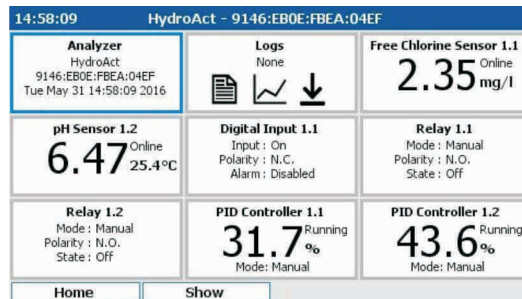 14:58:09 HydroAct - 9146:EB0E:FBEA:04EF
Analyzer
HydroAct
9146:EB0E:FBEA:04EF
Tue May 31 14:58:09 2016
Logs
None
Free Chlorine Sensor 1.1
2.35 Online
mg/l
pH Sensor 1.2
6.47 Online
25.4°C
Digital Input 1.1
Input : On
Polarity : N.C.
Alarm : Disabled
Relay 1.1
Mode : Manual
Polarity : N.O.
State : Off
Relay 1.2
Mode : Manual
Polarity : N.O.
State : Off
PID Controller 1.1
31.7 Running
%
Mode: Manual
PID Controller 1.2
43.6 Running
%
Mode: Manual
Home Show